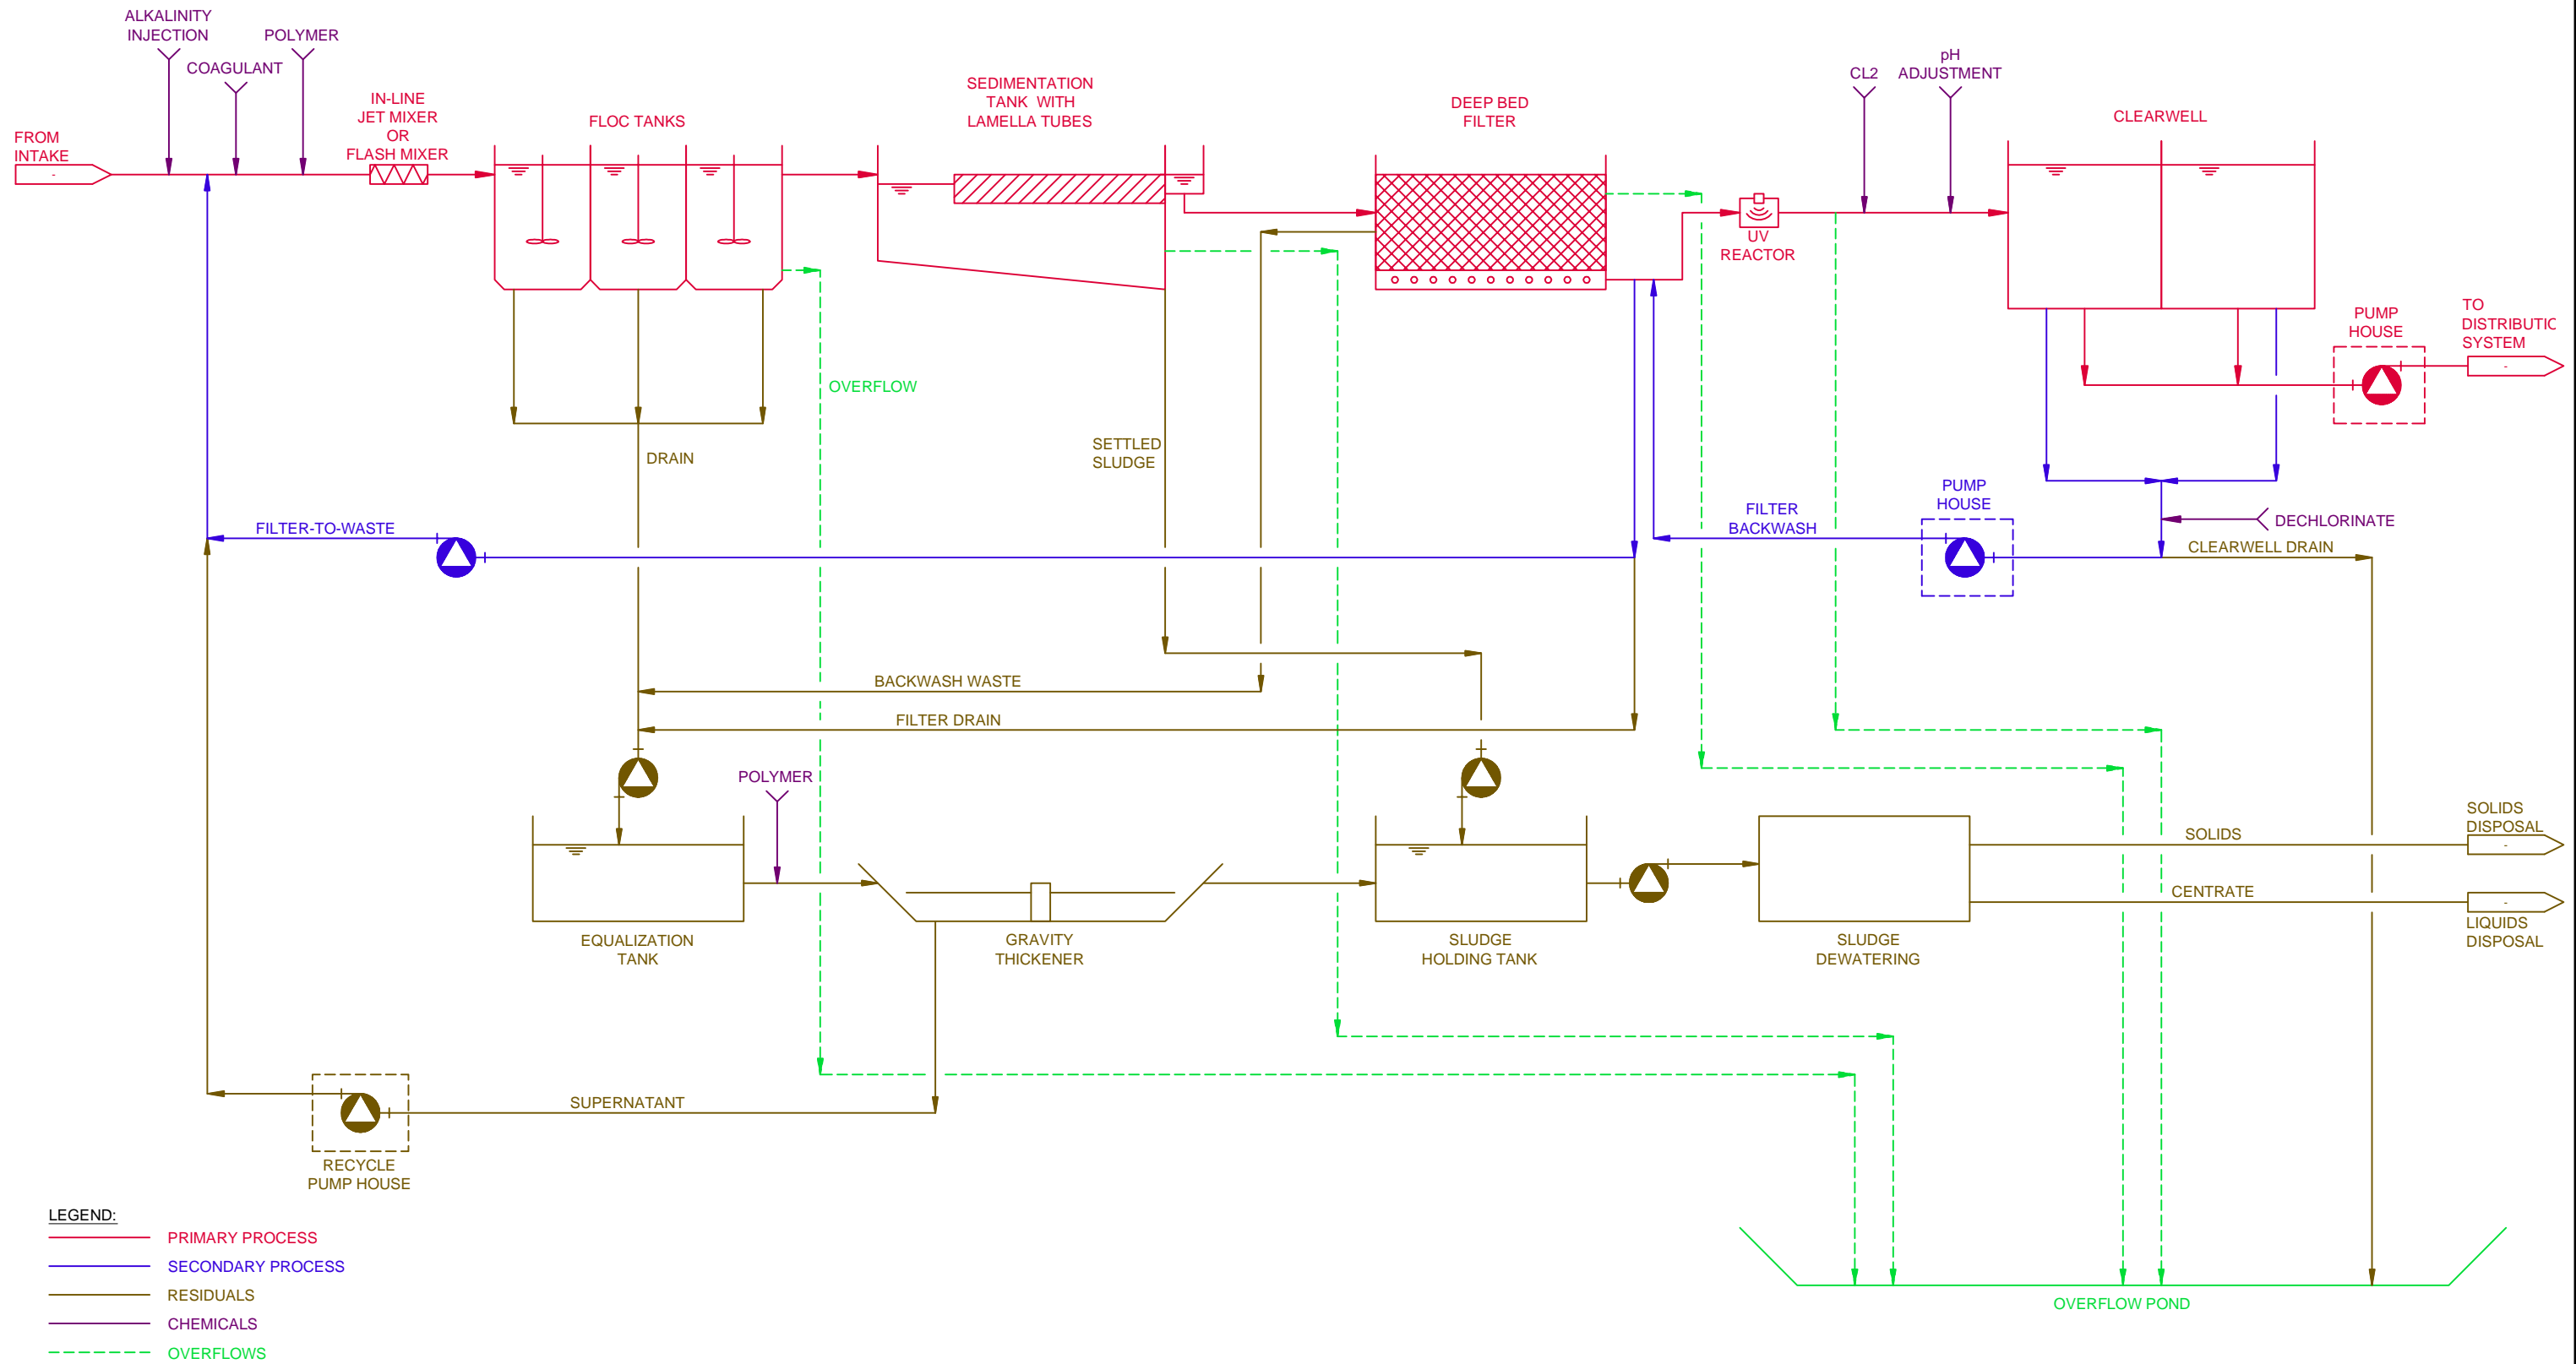 ALKALINITY
INJECTION
POLYMER
COAGULANT
IN-LINE
JET MIXER
OR
FLASH MIXER
FROM
INTAKE
-
FLOC TANKS
SEDIMENTATION
TANK WITH
LAMELLA TUBES
DEEP BED
FILTER
UV
REACTOR
CL2
pH
ADJUSTMENT
CLEARWELL
PUMP
HOUSE
TO
DISTRIBUTIC
SYSTEM
-
OVERFLOW
DRAIN
SETTLED
SLUDGE
FILTER-TO-WASTE
FILTER
BACKWASH
PUMP
HOUSE
DECHLORINATE
CLEARWELL DRAIN
BACKWASH WASTE
FILTER DRAIN
POLYMER
EQUALIZATION
TANK
GRAVITY
THICKENER
SLUDGE
HOLDING TANK
SLUDGE
DEWATERING
SOLIDS
SOLIDS
DISPOSAL
-
CENTRATE
-
LIQUIDS
DISPOSAL
SUPERNATANT
RECYCLE
PUMP HOUSE
OVERFLOW POND
LEGEND:
PRIMARY PROCESS
SECONDARY PROCESS
RESIDUALS
CHEMICALS
OVERFLOWS